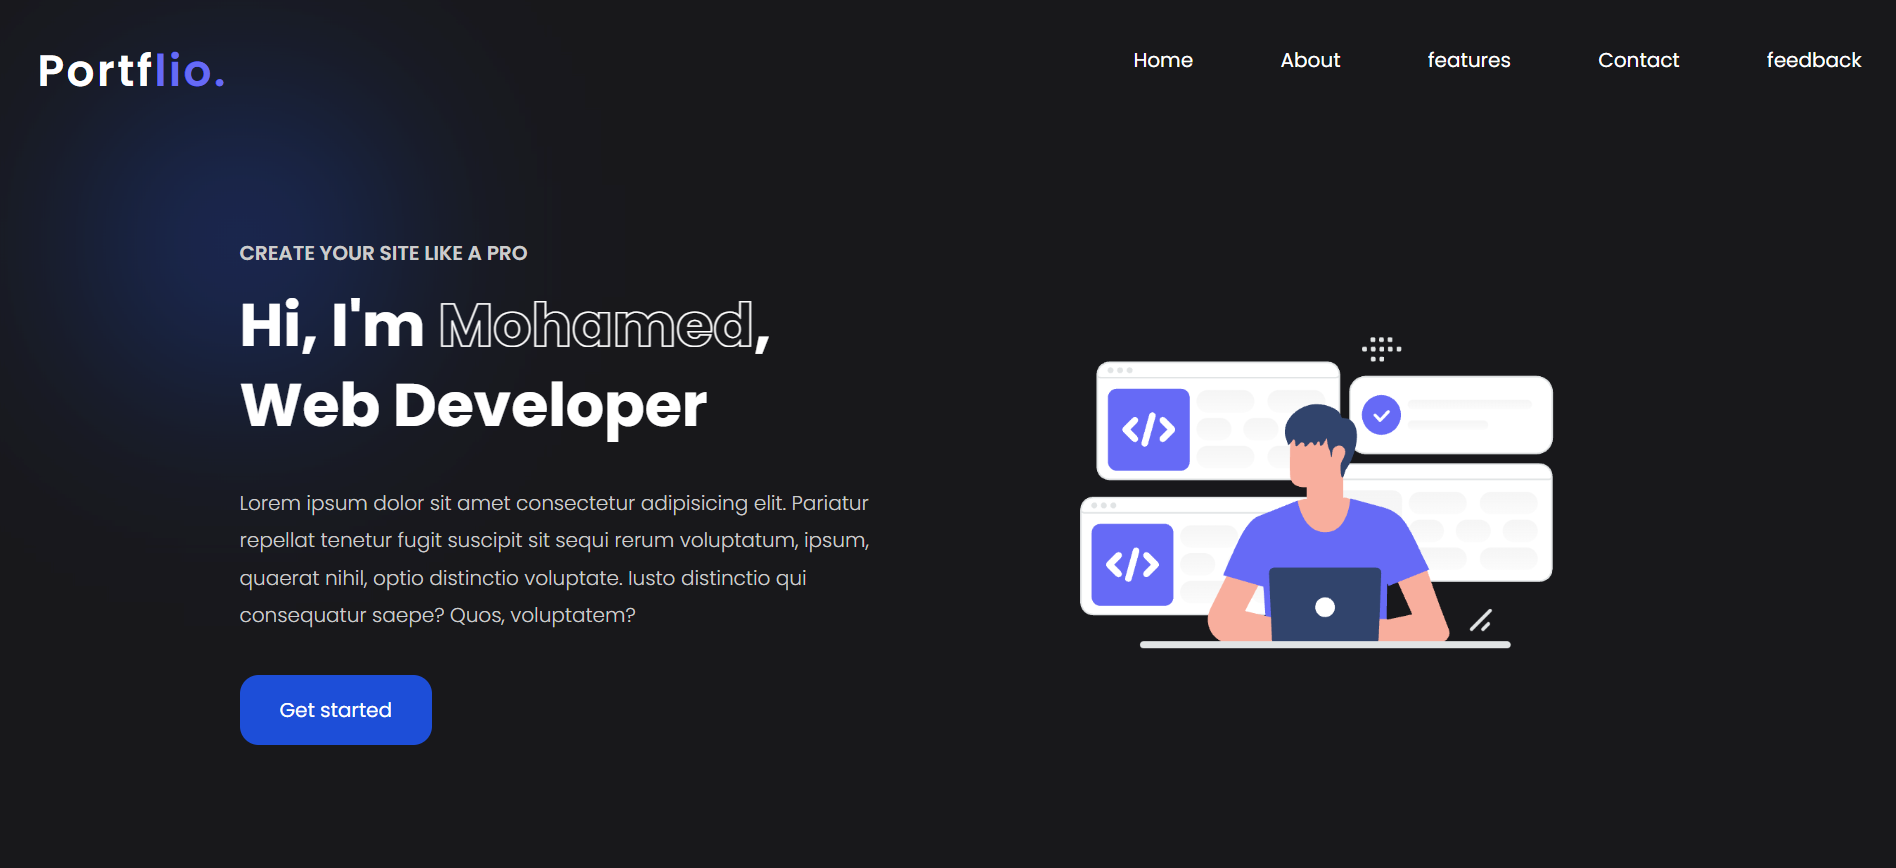 Portflio.
Home About features Contact feedback
CREATE YOUR SITE LIKE A PRO
Hi, I'm Mohamed,
Web Developer
Lorem ipsum dolor sit amet consectetur adipisicing elit. Pariatur
repellat tenetur fugit suscipit sit sequi rerum voluptatum, ipsum,
quaerat nihil, optio distinctio voluptate. Iusto distinctio qui
consequatur saepe? Quos, voluptatem?
Get started